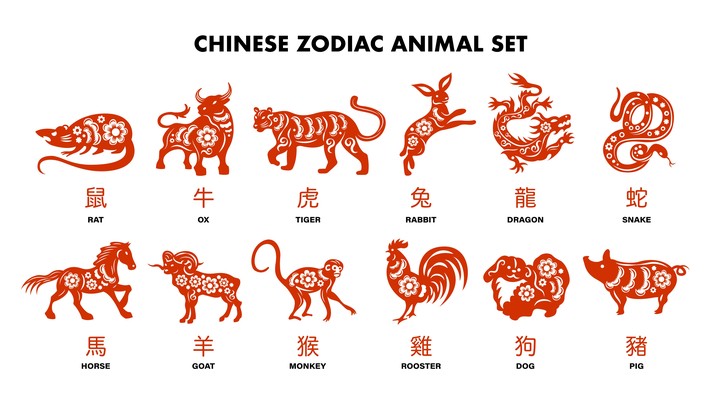 CHINESE ZODIAC ANIMAL SET
鼠 牛 虎 兔 龍 蛇
RAT OX TIGER RABBIT DRAGON SNAKE
馬 羊 猴 雞 狗 豬
HORSE GOAT MONKEY ROOSTER DOG PIG